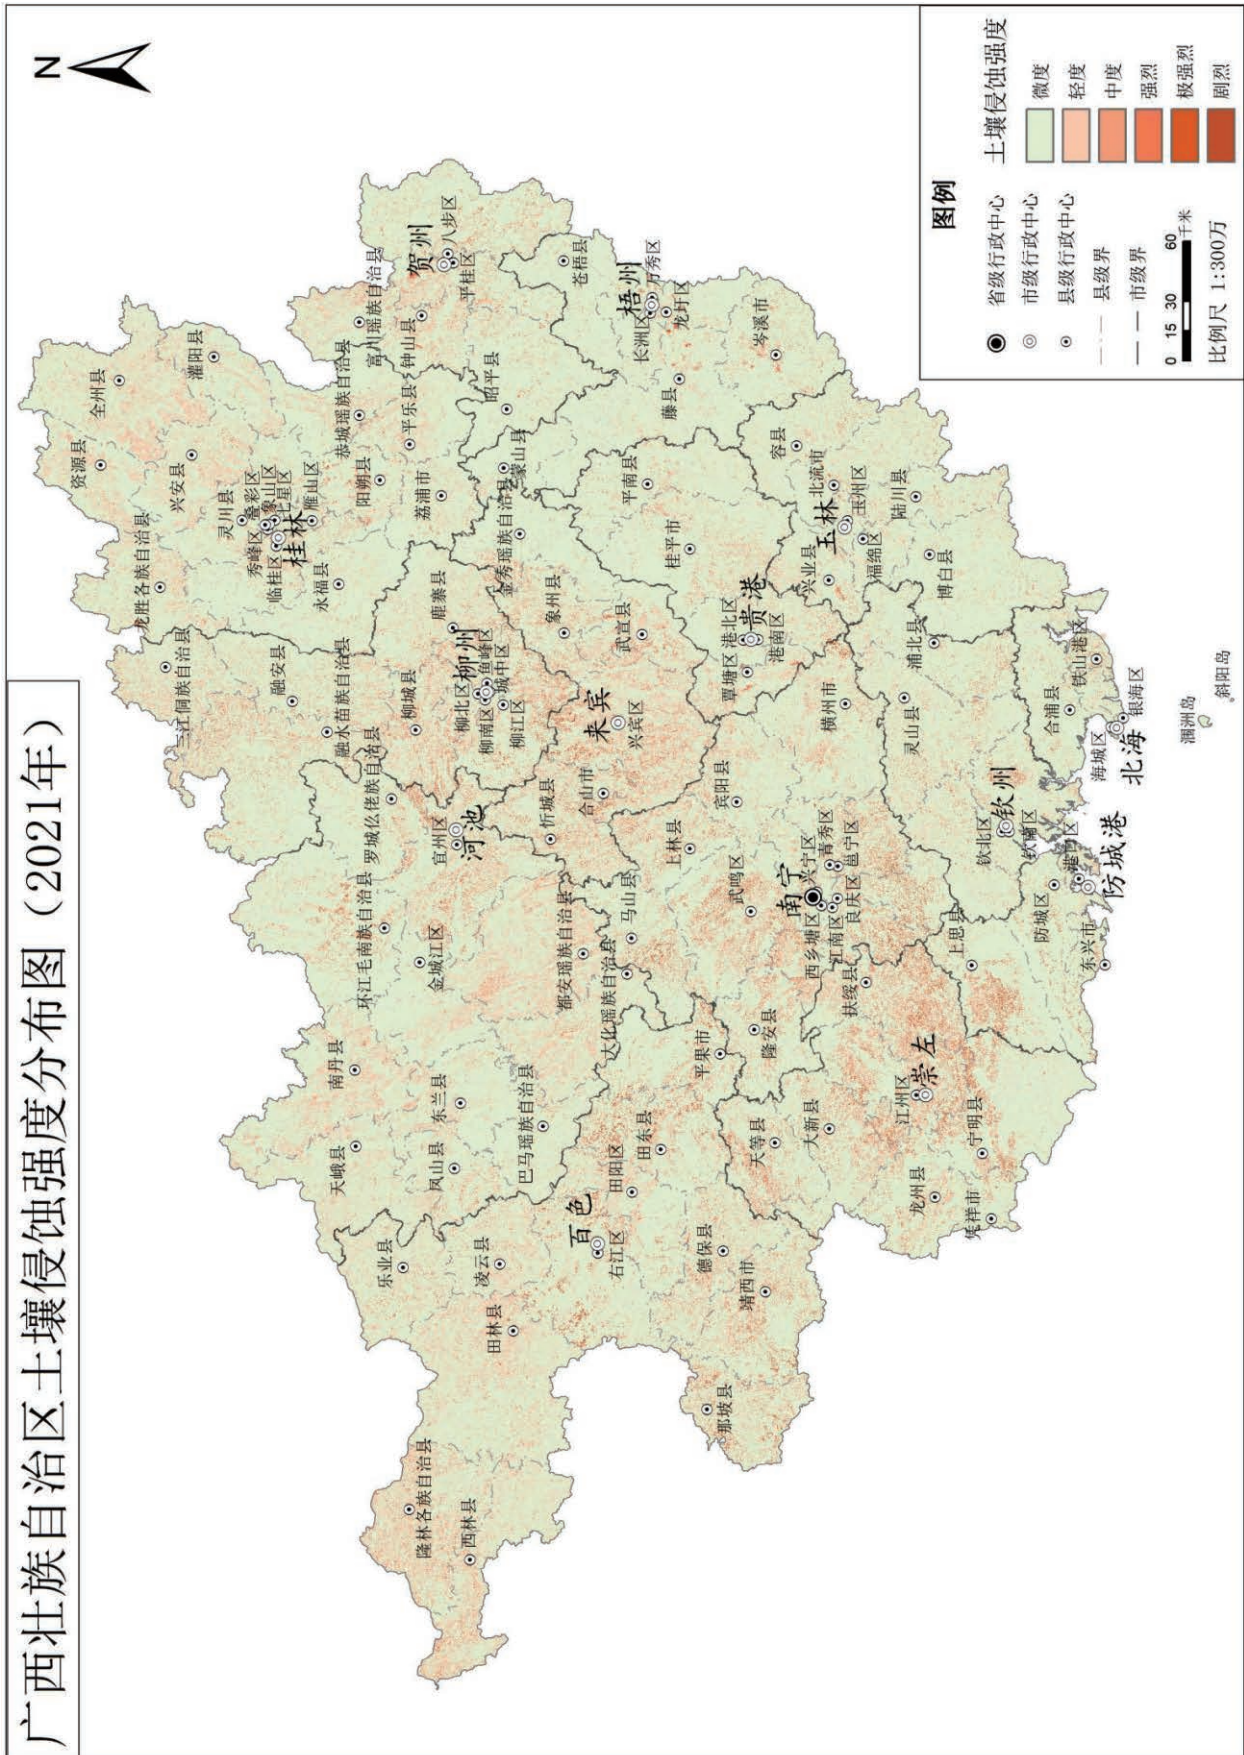 广西壮族自治区土壤侵蚀强度分布图（2021年）
N
资源县
全州县
龙胜各族自治县
兴安县
灌阳县
三江侗族自治县
灵川县
叠彩区
秀峰区
象山区
七星区
临桂区
桂林
雁山区
永福县
融安县
恭城瑶族自治县
富川瑶族自治县
阳朔县
平乐县
钟山县
荔浦市
贺州
八步区
平桂区
融水苗族自治县
罗城仫佬族自治县
柳城县
鹿寨县
柳州
柳北区
鱼峰区
柳南区
城中区
柳江区
金秀瑶族自治县
蒙山县
昭平县
苍梧县
天峨县
南丹县
环江毛南族自治县
金城江区
宜州区
河池
东兰县
凤山县
巴马瑶族自治县
都安瑶族自治县
大化瑶族自治县
忻城县
合山市
来宾
兴宾区
象州县
武宣县
乐业县
凌云县
田林县
隆林各族自治县
西林县
百色
右江区
田阳区
田东县
平果市
德保县
靖西市
那坡县
马山县
上林县
宾阳县
武鸣区
隆安县
南宁
兴宁区
青秀区
西乡塘区
江南区
良庆区
邕宁区
横州市
桂平市
平南县
贵港
港北区
覃塘区
港南区
梧州
长洲区
万秀区
龙圩区
藤县
岑溪市
容县
北流市
玉林
玉州区
兴业县
福绵区
陆川县
博白县
天等县
大新县
扶绥县
江州区
崇左
龙州县
宁明县
凭祥市
上思县
灵山县
浦北县
钦州
钦北区
钦南区
防城区
港口区
防城港
东兴市
合浦县
铁山港区
海城区
银海区
北海
涠洲岛
斜阳岛
图例
省级行政中心
市级行政中心
县级行政中心
县级界
市级界
0 15 30 60
千米
比例尺 1:300万
土壤侵蚀强度
微度
轻度
中度
强烈
极强烈
剧烈